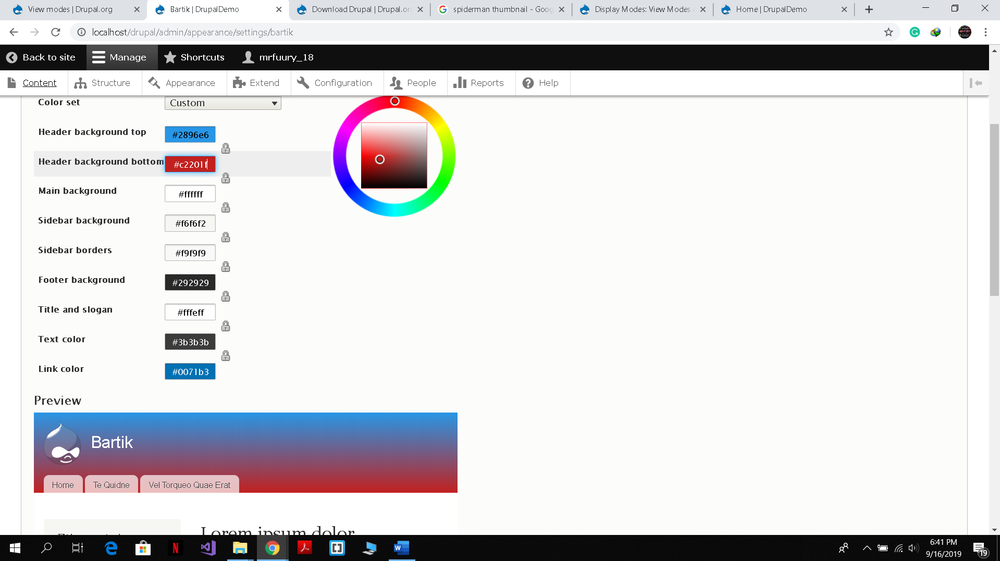 View modes | Drupal.org
Bartik | DrupalDemo
Download Drupal | Drupal.or
spiderman thumbnail - Goog
Display Modes: View Modes a
Home | DrupalDemo
localhost/drupal/admin/appearance/settings/bartik
Back to site
Manage
Shortcuts
mrfuury_18
Content
Structure
Appearance
Extend
Configuration
People
Reports
Help
Color set
Custom
Header background top
#2896e6
Header background bottom
#c2201f
Main background
#ffffff
Sidebar background
#f6f6f2
Sidebar borders
#f9f9f9
Footer background
#292929
Title and slogan
#fffeff
Text color
#3b3b3b
Link color
#0071b3
Preview
Bartik
Home
Te Quidne
Vel Torqueo Quae Erat
Lorem ipsum dolor
6:41 PM
9/16/2019
19